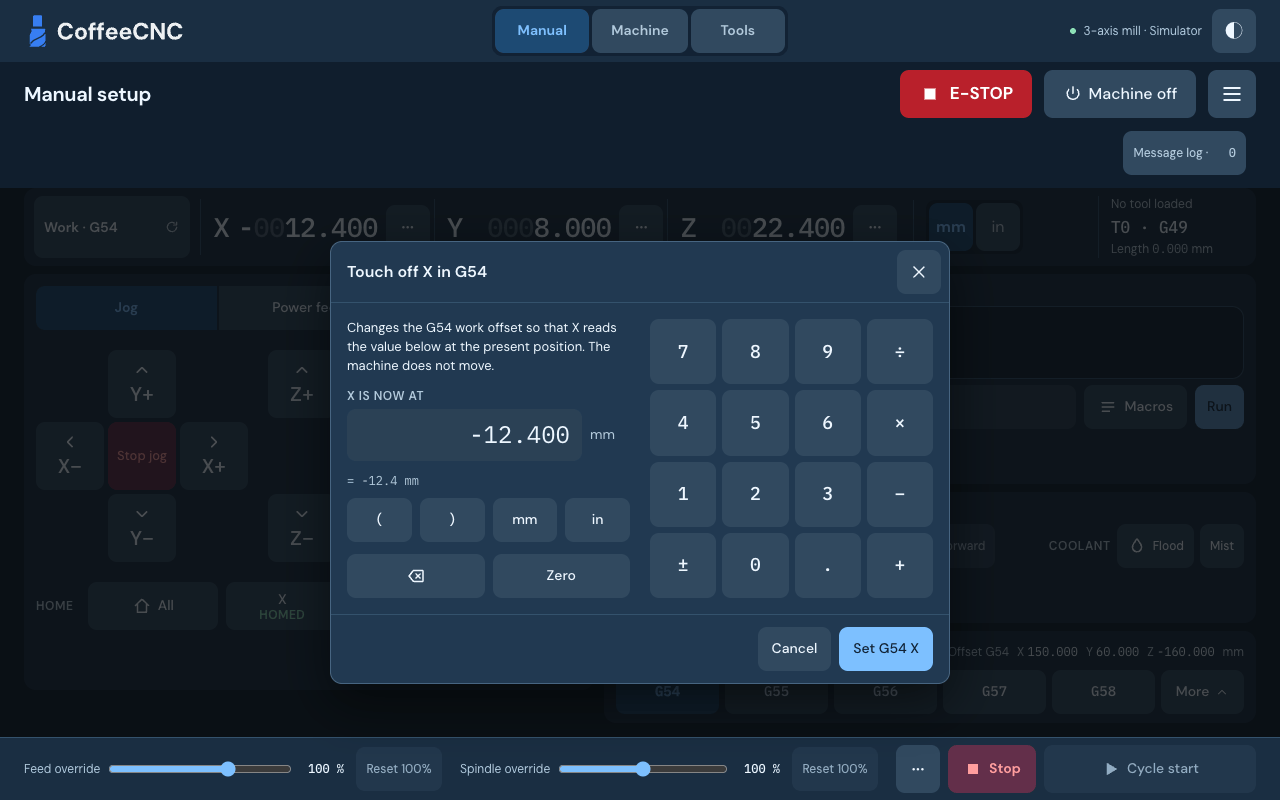 CoffeeCNC
Manual
Machine
Tools
3-axis mill · Simulator
Manual setup
E-STOP
Machine off
Message log · 0
Work · G54
X -0012.400 ...
Y 0008.000 ...
Z 0022.400 ...
mm
in
No tool loaded
T0 · G49
Length 0.000 mm
Touch off X in G54
Jog
Power fe
Changes the G54 work offset so that X reads
the value below at the present position. The
machine does not move.
X IS NOW AT
-12.400 mm
= -12.4 mm
( ) mm in
Zero
7 8 9 ÷
4 5 6 ×
1 2 3 −
± 0 . +
Cancel
Set G54 X
Y+
Z+
X−
Stop jog
X+
Y−
Z−
HOME
All
X
HOMED
Macros
Run
rward
COOLANT
Flood
Mist
Offset G54 X 150.000 Y 60.000 Z -160.000 mm
G54
G55
G56
G57
G58
More
Feed override
100 %
Reset 100%
Spindle override
100 %
Reset 100%
...
Stop
Cycle start